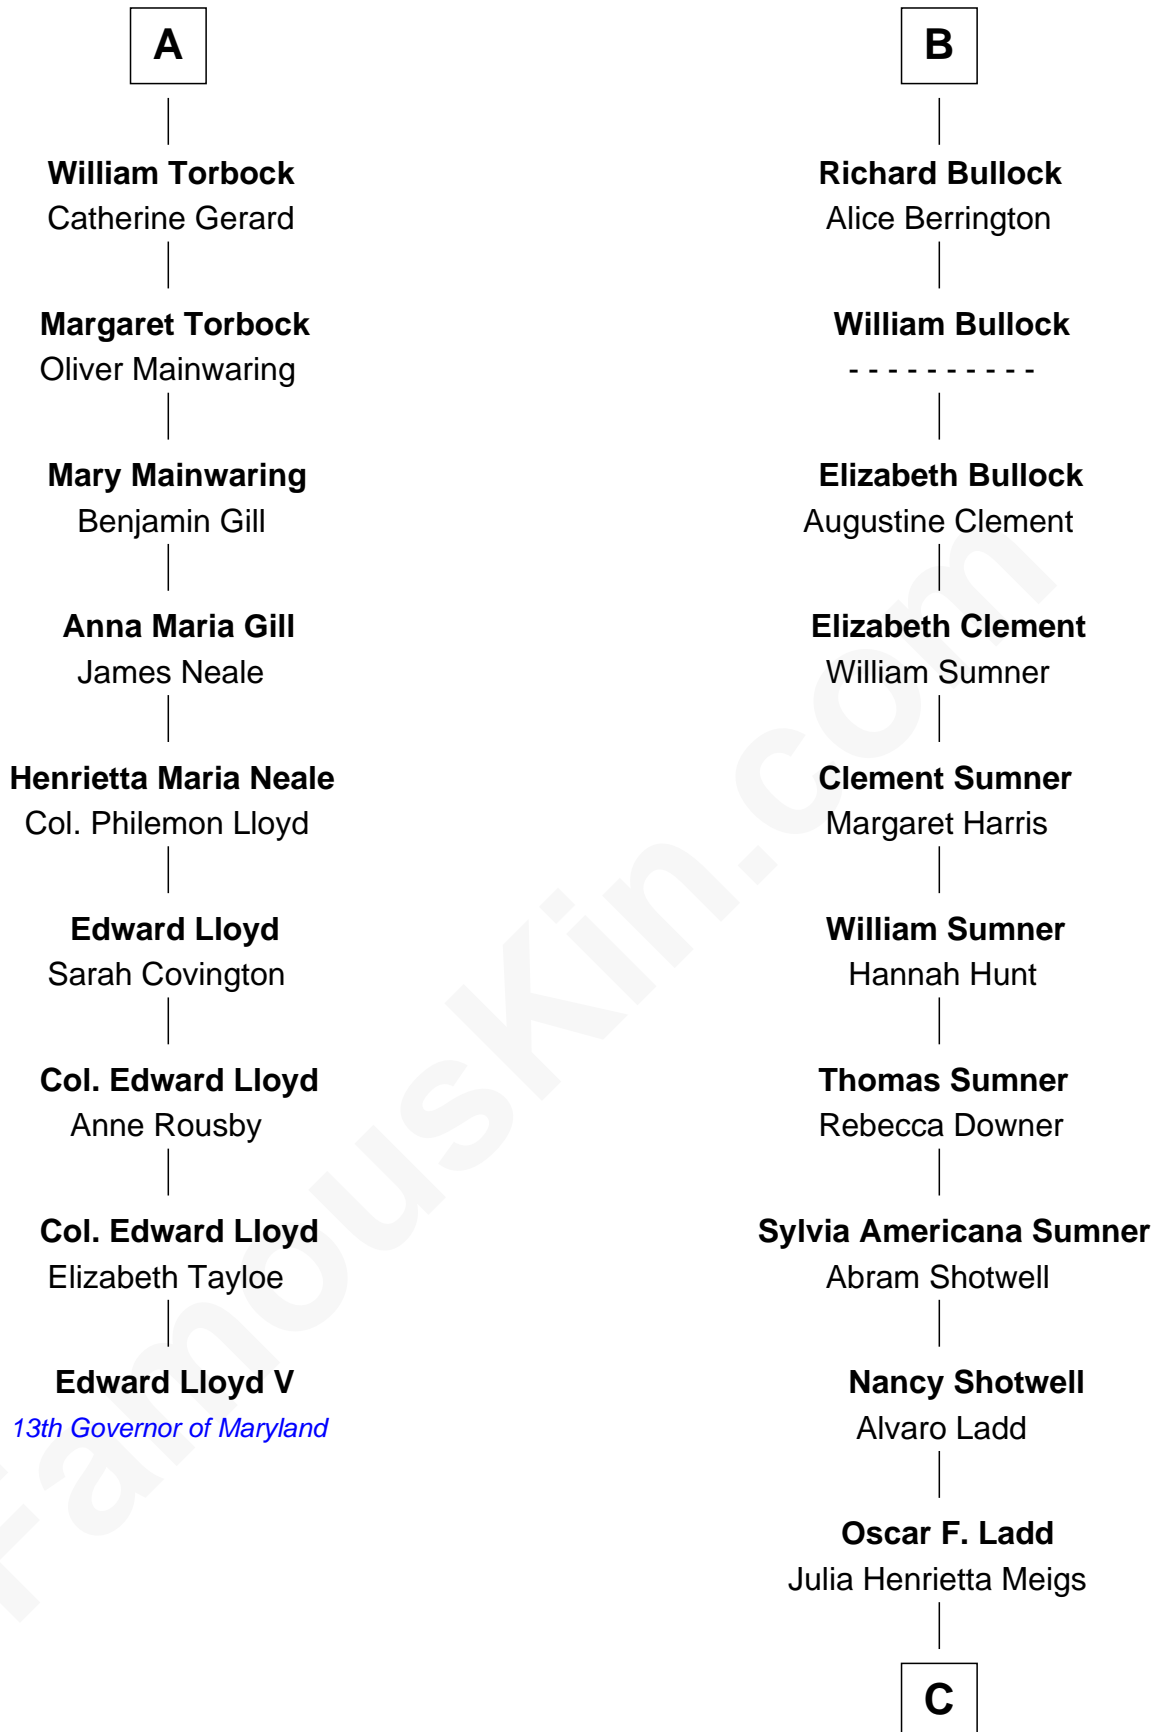 A
William Torbock
Catherine Gerard
Margaret Torbock
Oliver Mainwaring
Mary Mainwaring
Benjamin Gill
Anna Maria Gill
James Neale
Henrietta Maria Neale
Col. Philemon Lloyd
Edward Lloyd
Sarah Covington
Col. Edward Lloyd
Anne Rousby
Col. Edward Lloyd
Elizabeth Tayloe
Edward Lloyd V
13th Governor of Maryland
B
Richard Bullock
Alice Berrington
William Bullock
- - - - - - - - - -
Elizabeth Bullock
Augustine Clement
Elizabeth Clement
William Sumner
Clement Sumner
Margaret Harris
William Sumner
Hannah Hunt
Thomas Sumner
Rebecca Downer
Sylvia Americana Sumner
Abram Shotwell
Nancy Shotwell
Alvaro Ladd
Oscar F. Ladd
Julia Henrietta Meigs
C
FamousKin.com